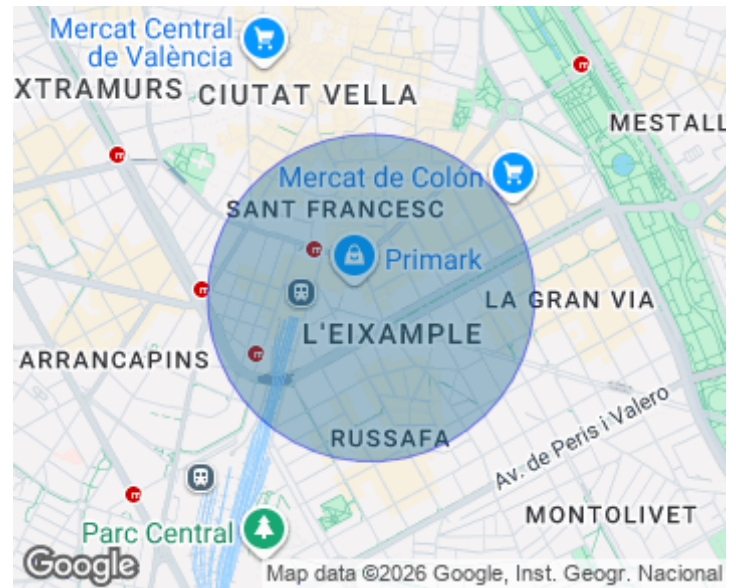 Mercat Central
de València
XTRAMURS
CIUTAT VELLA
MESTALL
Mercat de Colón
SANT FRANCESC
Primark
LA GRAN VIA
L'EIXAMPLE
ARRANCAPINS
RUSSAFA
Av. de Peris i Valero
MONTOLIVET
Parc Central
Google
Map data ©2026 Google, Inst. Geogr. Nacional